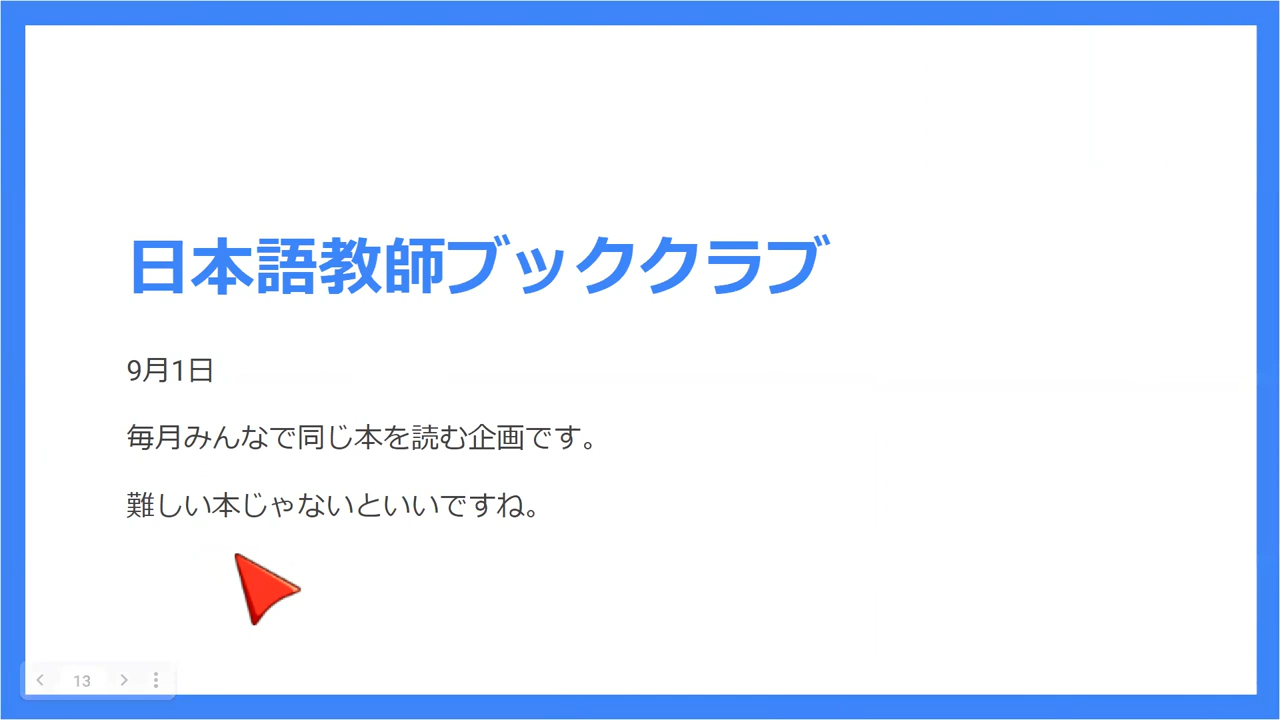 日本語教師ブッククラブ
9月1日
毎月みんなで同じ本を読む企画です。
難しい本じゃないといいですね。
13